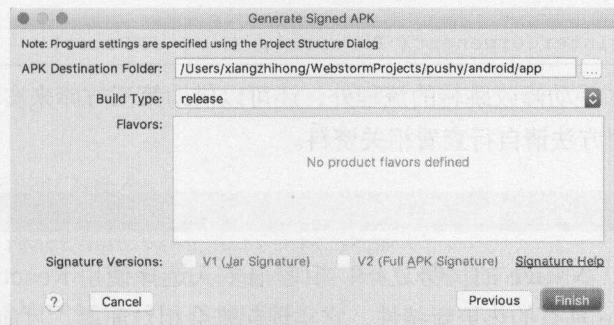 Generate Signed APK
Note: Proguard settings are specified using the Project Structure Dialog
APK Destination Folder: /Users/xiangzhihong/WebstormProjects/pushy/android/app ...
Build Type: release
Flavors:
No product flavors defined
Signature Versions: V1 (Jar Signature) V2 (Full APK Signature) Signature Help
? Cancel Previous Finish